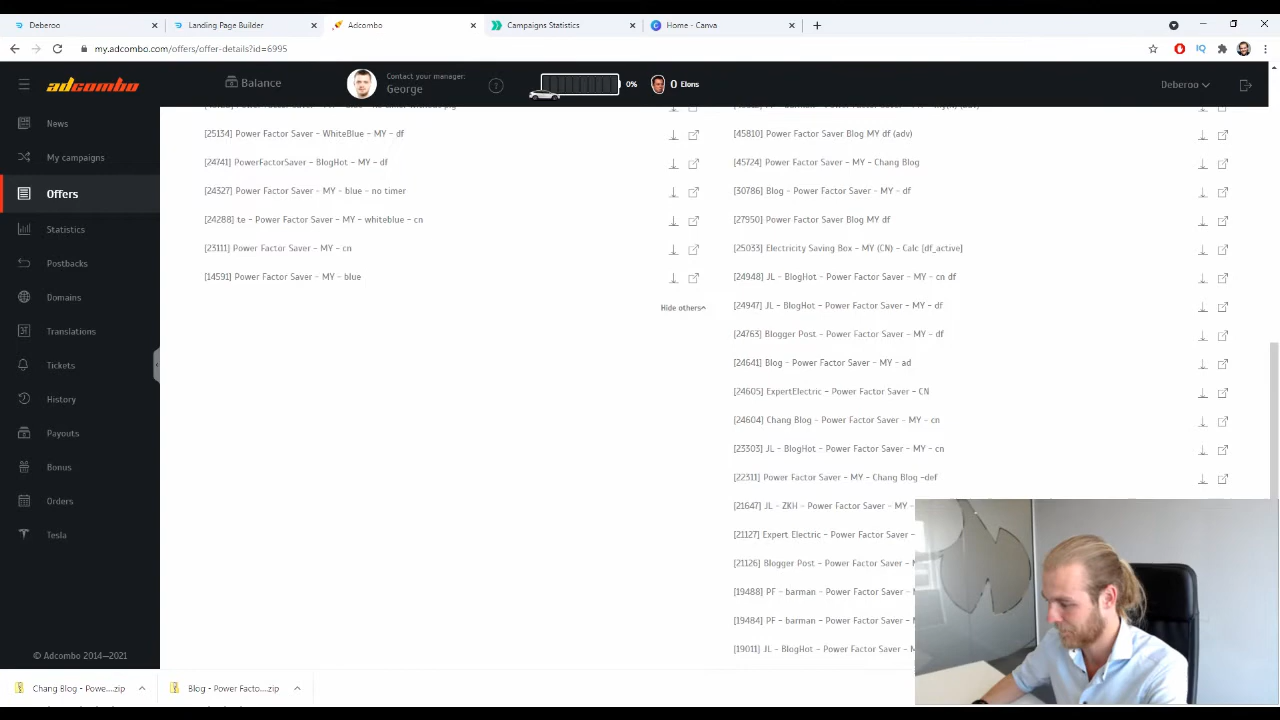 Deberoo
Landing Page Builder
Adcombo
Campaigns Statistics
Home - Canva
my.adcombo.com/offers/offer-details?id=6995
adcombo
Balance
Contact your manager:
George
0%
0 Elons
Deberoo
News
My campaigns
Offers
Statistics
Postbacks
Domains
Translations
Tickets
History
Payouts
Bonus
Orders
Tesla
© Adcombo 2014—2021
[25134] Power Factor Saver - WhiteBlue - MY - df
[24741] PowerFactorSaver - BlogHot - MY - df
[24327] Power Factor Saver - MY - blue - no timer
[24288] te - Power Factor Saver - MY - whiteblue - cn
[23111] Power Factor Saver - MY - cn
[14591] Power Factor Saver - MY - blue
Hide others
[45810] Power Factor Saver Blog MY df (adv)
[45724] Power Factor Saver - MY - Chang Blog
[30786] Blog - Power Factor Saver - MY - df
[27950] Power Factor Saver Blog MY df
[25033] Electricity Saving Box - MY (CN) - Calc [df_active]
[24948] JL - BlogHot - Power Factor Saver - MY - cn df
[24947] JL - BlogHot - Power Factor Saver - MY - df
[24763] Blogger Post - Power Factor Saver - MY - df
[24641] Blog - Power Factor Saver - MY - ad
[24605] ExpertElectric - Power Factor Saver - CN
[24604] Chang Blog - Power Factor Saver - MY - cn
[23303] JL - BlogHot - Power Factor Saver - MY - cn
[22311] Power Factor Saver - MY - Chang Blog -def
[21647] JL - ZKH - Power Factor Saver - MY -
[21127] Expert Electric - Power Factor Saver -
[21126] Blogger Post - Power Factor Saver -
[19488] PF - barman - Power Factor Saver -
[19484] PF - barman - Power Factor Saver -
[19011] JL - BlogHot - Power Factor Saver -
Chang Blog - Powe....zip
Blog - Power Facto....zip